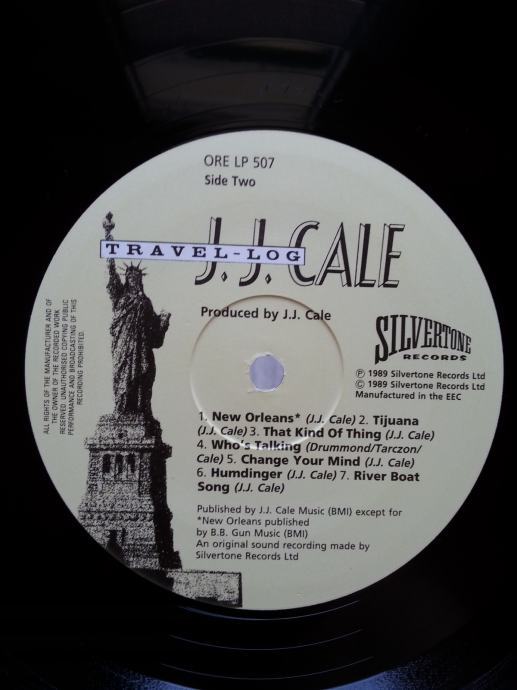 ORE LP 507
Side Two
TRAVEL-LOG
J.J. CALE
Produced by J.J. Cale
SILVERTONE
RECORDS
℗ 1989 Silvertone Records Ltd
© 1989 Silvertone Records Ltd
Manufactured in the EEC
ALL RIGHTS OF THE MANUFACTURER AND OF
THE OWNER OF THE RECORDED WORK
RESERVED. UNAUTHORISED COPYING PUBLIC
PERFORMANCE AND BROADCASTING OF THIS
RECORDING PROHIBITED.
1. New Orleans* (J.J. Cale) 2. Tijuana
(J.J. Cale) 3. That Kind Of Thing (J.J. Cale)
4. Who's Talking (Drummond/Tarczon/
Cale) 5. Change Your Mind (J.J. Cale)
6. Humdinger (J.J. Cale) 7. River Boat
Song (J.J. Cale)
Published by J.J. Cale Music (BMI) except for
*New Orleans published
by B.B. Gun Music (BMI)
An original sound recording made by
Silvertone Records Ltd